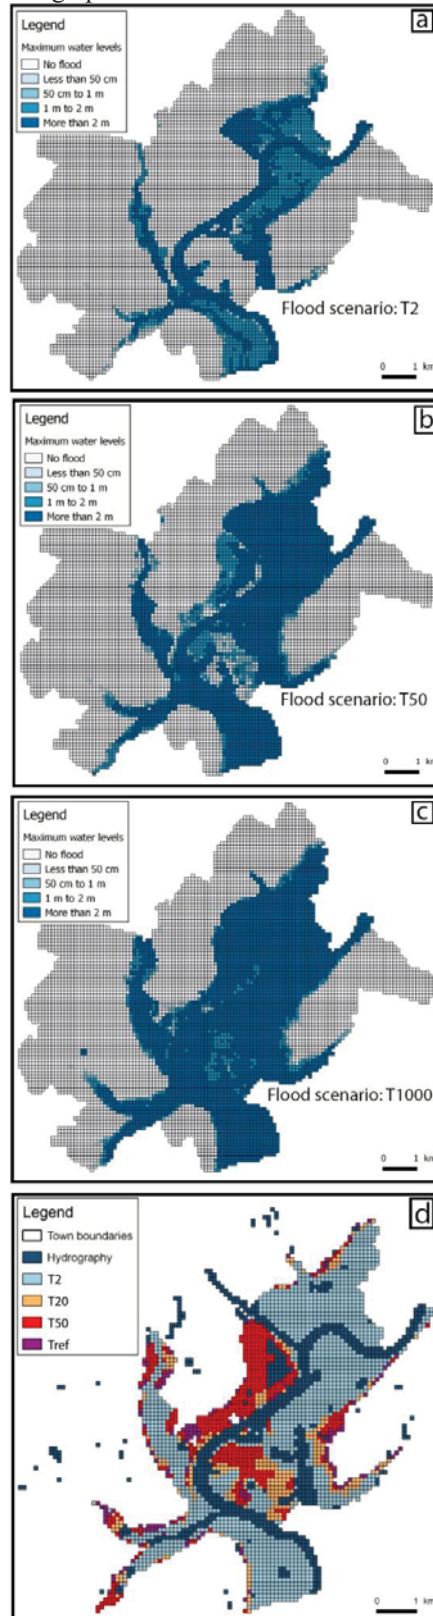 a
Legend
Maximum water levels
No flood
Less than 50 cm
50 cm to 1 m
1 m to 2 m
More than 2 m
Flood scenario: T2
0 1 km
b
Legend
Maximum water levels
No flood
Less than 50 cm
50 cm to 1 m
1 m to 2 m
More than 2 m
Flood scenario: T50
0 1 km
c
Legend
Maximum water levels
No flood
Less than 50 cm
50 cm to 1 m
1 m to 2 m
More than 2 m
Flood scenario: T1000
0 1 km
d
Legend
Town boundaries
Hydrography
T2
T20
T50
Tref
0 1 km